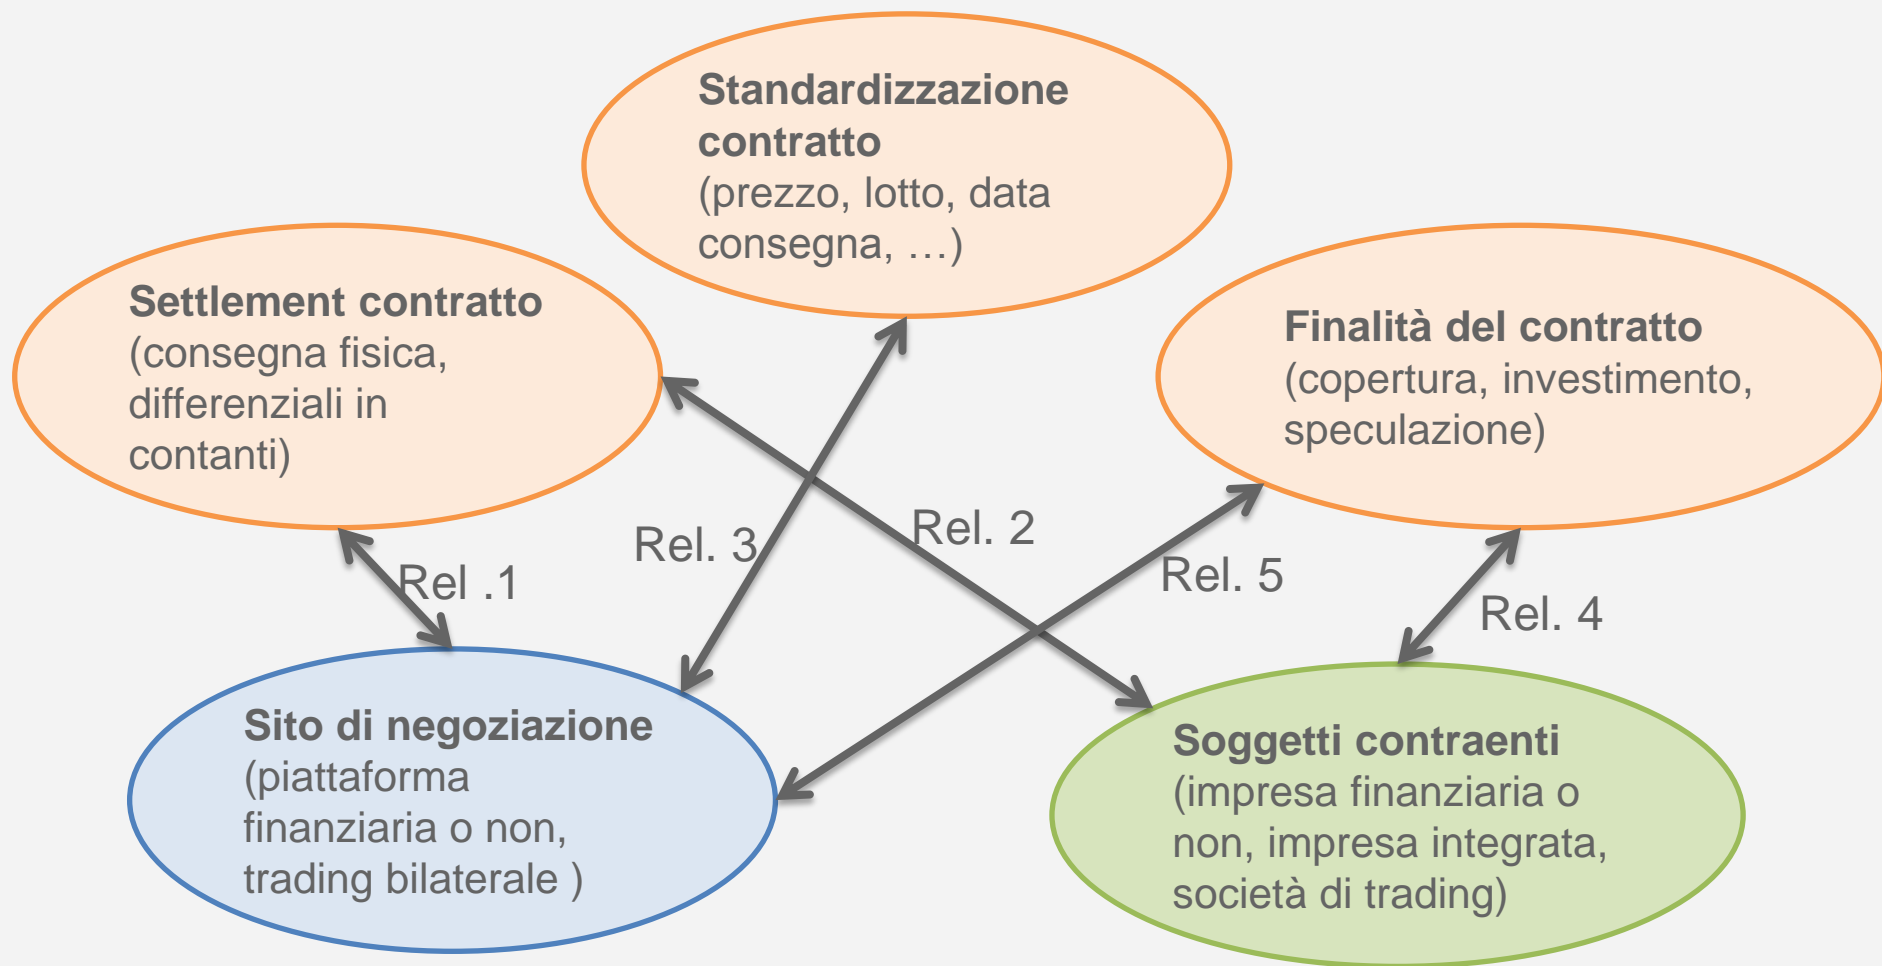 Standardizzazione
contratto
(prezzo, lotto, data
consegna, …)
Settlement contratto
(consegna fisica,
differenziali in
contanti)
Finalità del contratto
(copertura, investimento,
speculazione)
Rel. 3
Rel. 2
Rel .1
Rel. 5
Rel. 4
Sito di negoziazione
(piattaforma
finanziaria o non,
trading bilaterale )
Soggetti contraenti
(impresa finanziaria o
non, impresa integrata,
società di trading)